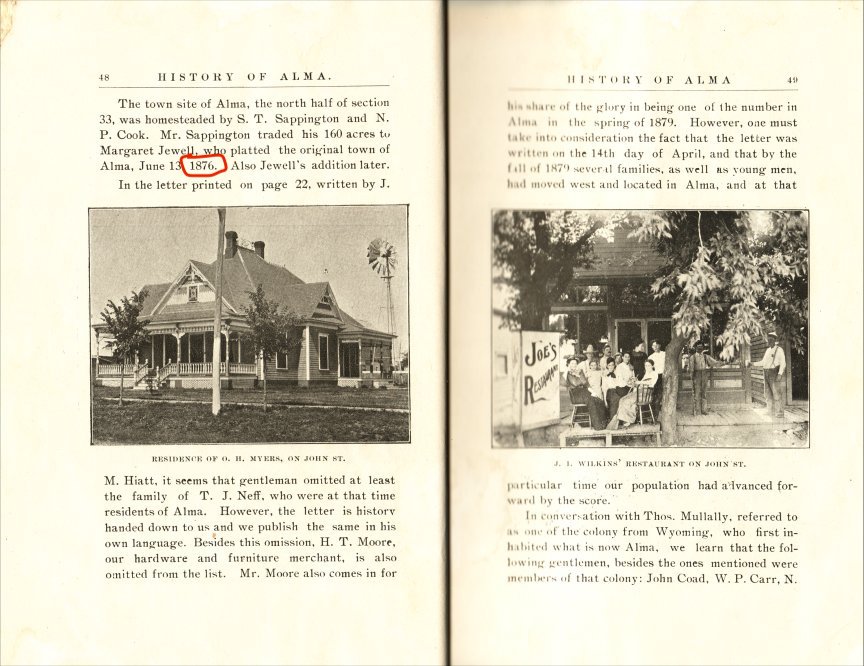 48 HISTORY OF ALMA.
The town site of Alma, the north half of section
33, was homesteaded by S. T. Sappington and N.
P. Cook. Mr. Sappington traded his 160 acres to
Margaret Jewell, who platted the original town of
Alma, June 13 1876. Also Jewell's addition later.
In the letter printed on page 22, written by J.
RESIDENCE OF O. H. MYERS, ON JOHN ST.
M. Hiatt, it seems that gentleman omitted at least
the family of T. J. Neff, who were at that time
residents of Alma. However, the letter is history
handed down to us and we publish the same in his
own language. Besides this omission, H. T. Moore,
our hardware and furniture merchant, is also
omitted from the list. Mr. Moore also comes in for
HISTORY OF ALMA 49
his share of the glory in being one of the number in
Alma in the spring of 1879. However, one must
take into consideration the fact that the letter was
written on the 14th day of April, and that by the
fall of 1879 several families, as well as young men,
had moved west and located in Alma, and at that
JOE'S
RESTAURANT
J. I. WILKINS' RESTAURANT ON JOHN ST.
particular time our population had advanced for-
ward by the score.
In conversation with Thos. Mullally, referred to
as one of the colony from Wyoming, who first in-
habited what is now Alma, we learn that the fol-
lowing gentlemen, besides the ones mentioned were
members of that colony: John Coad, W. P. Carr, N.